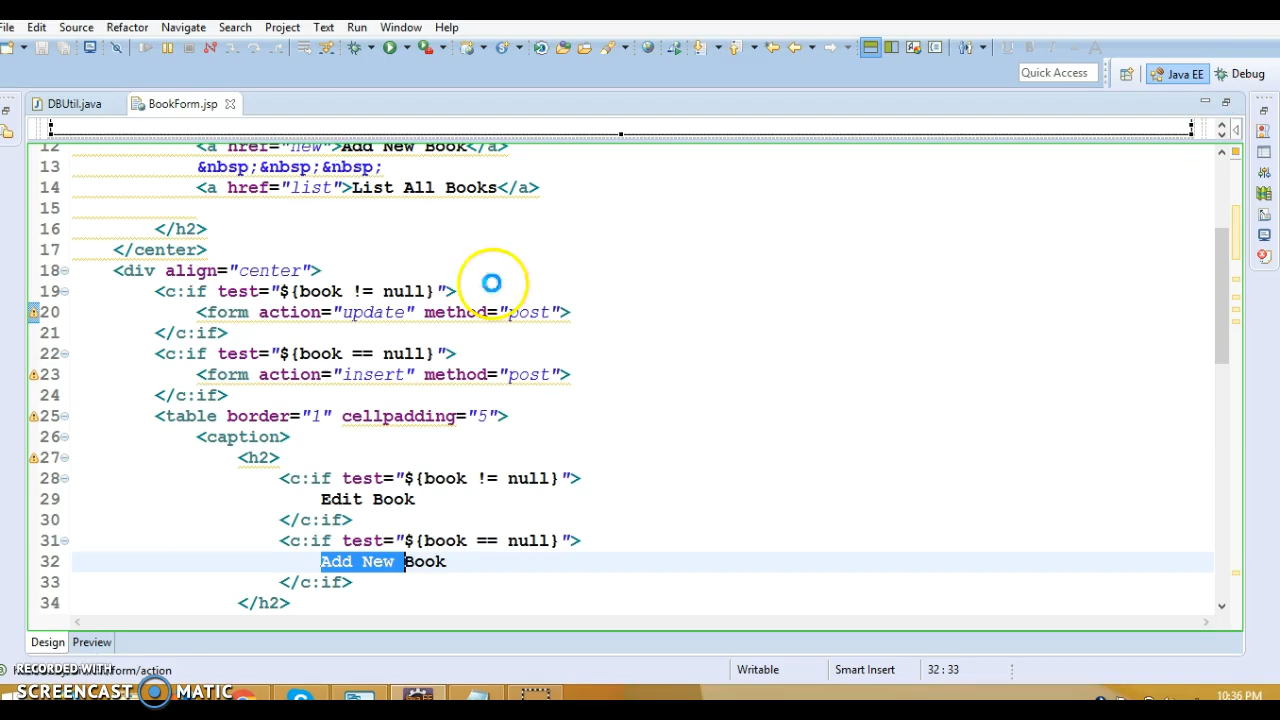 File Edit Source Refactor Navigate Search Project Text Run Window Help
Quick Access
Java EE
Debug
DBUtil.java
BookForm.jsp
12 <a href="new">Add New Book</a>
13 &nbsp;&nbsp;&nbsp;
14 <a href="list">List All Books</a>
15
16 </h2>
17 </center>
18 <div align="center">
19 <c:if test="${book != null}">
20 <form action="update" method="post">
21 </c:if>
22 <c:if test="${book == null}">
23 <form action="insert" method="post">
24 </c:if>
25 <table border="1" cellpadding="5">
26 <caption>
27 <h2>
28 <c:if test="${book != null}">
29 Edit Book
30 </c:if>
31 <c:if test="${book == null}">
32 Add New Book
33 </c:if>
34 </h2>
Design Preview
/action
Writable
Smart Insert
32 : 33
RECORDED WITH
SCREENCAST MATIC
10:36 PM